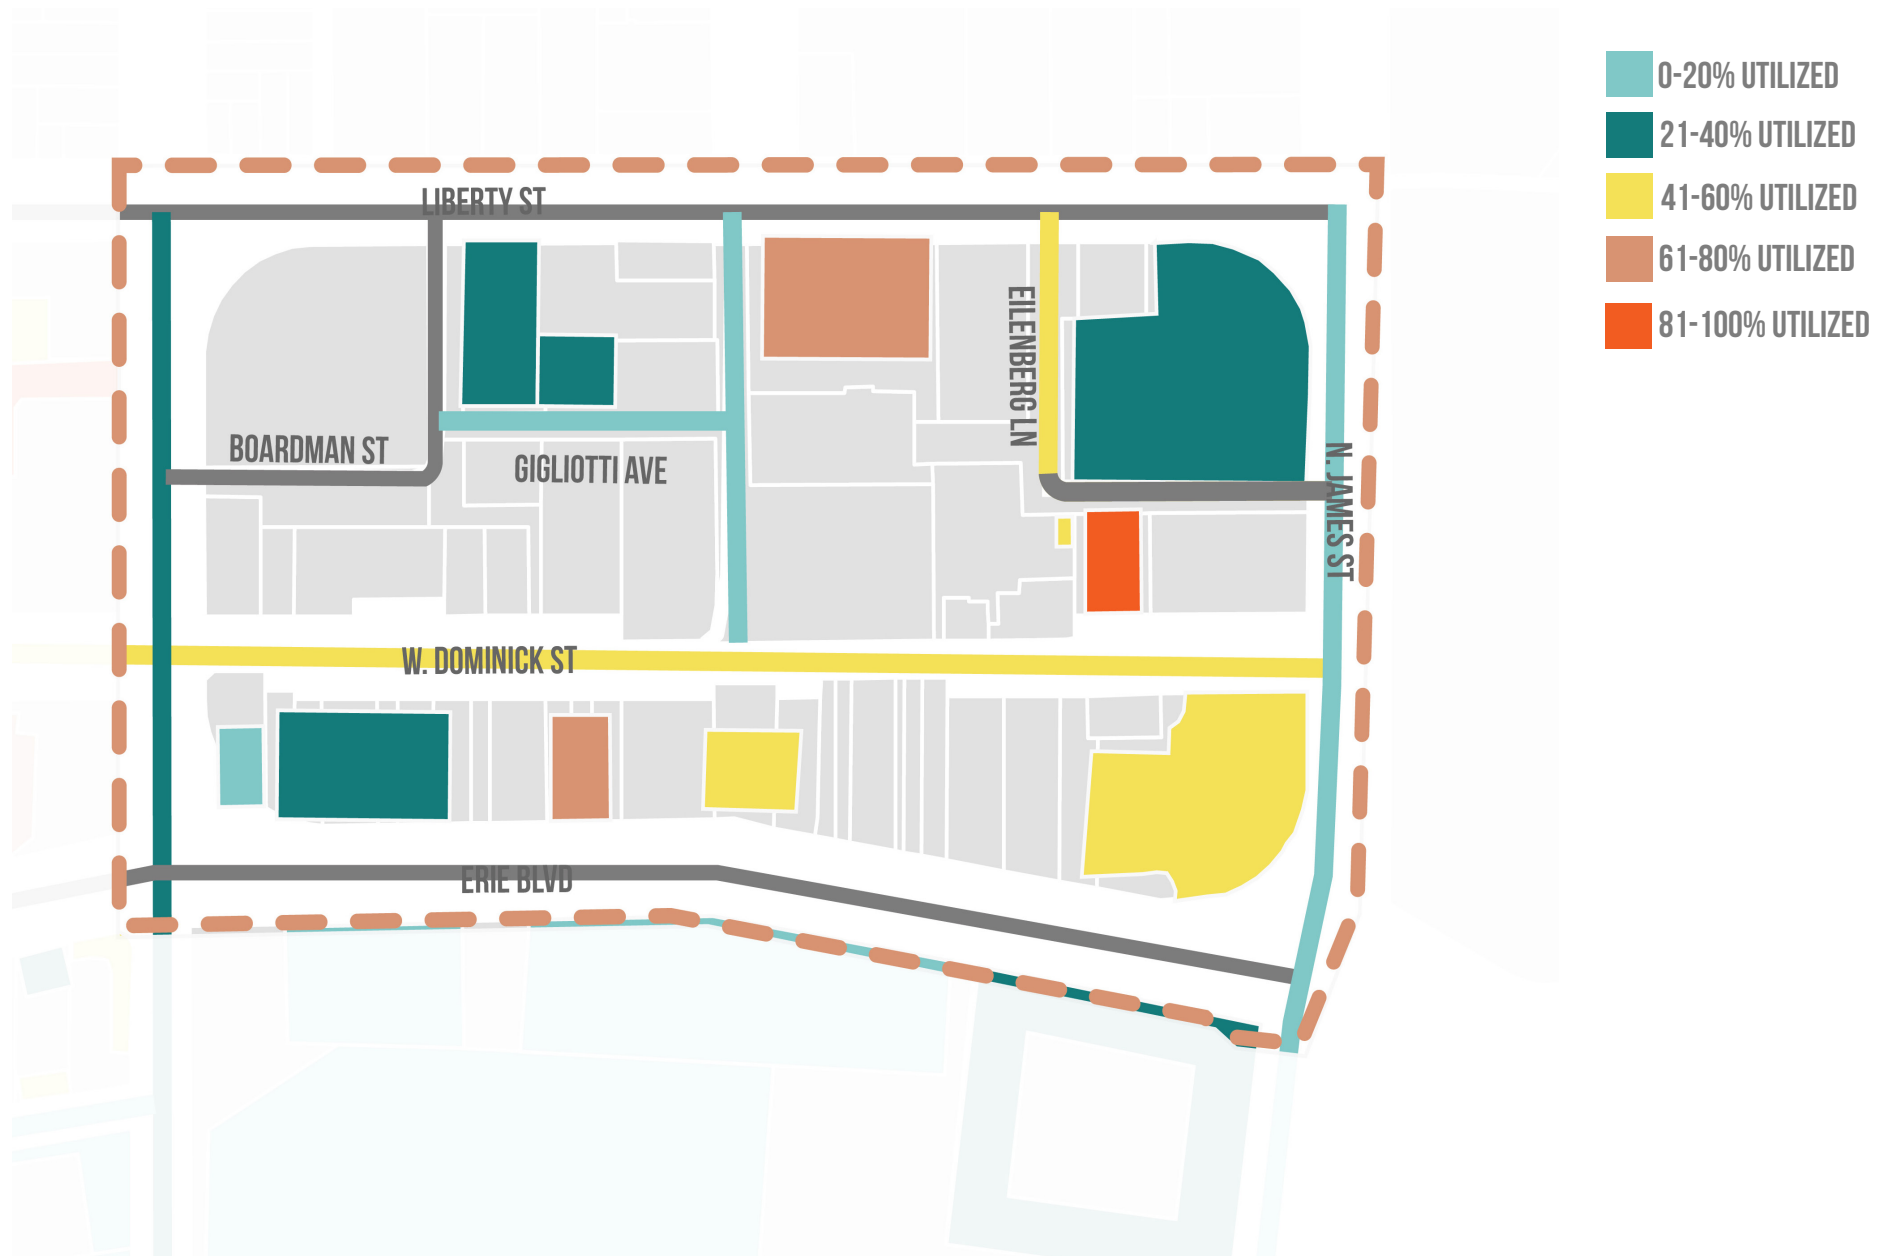 0-20% UTILIZED
21-40% UTILIZED
41-60% UTILIZED
61-80% UTILIZED
81-100% UTILIZED
LIBERTY ST
EILENBERG LN
BOARDMAN ST
GIGLIOTTI AVE
N. JAMES ST
W. DOMINICK ST
ERIE BLVD